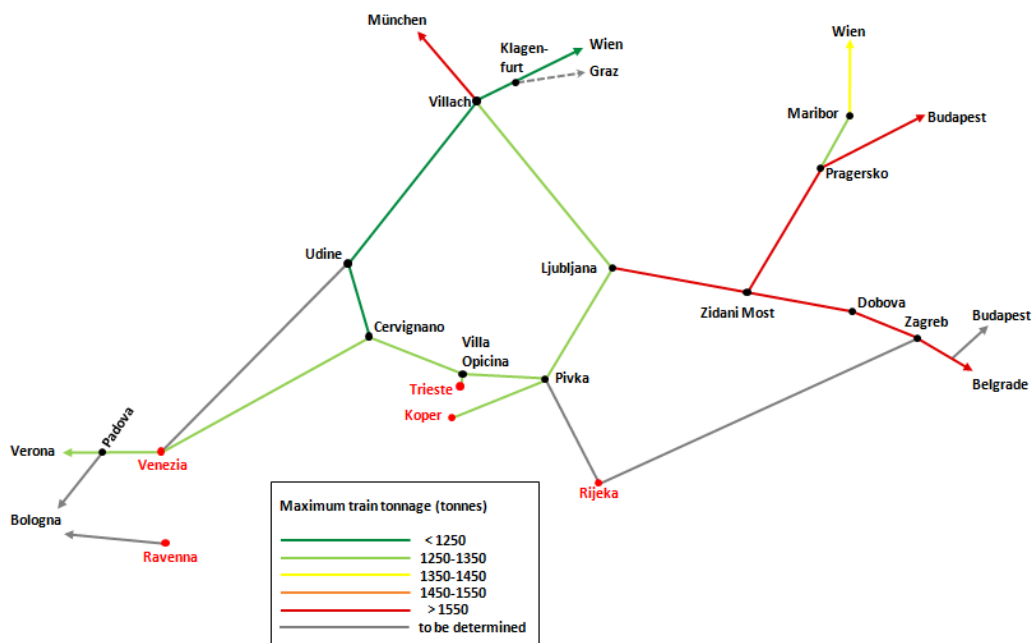 München
Klagen-
furt
Wien
Graz
Villach
Wien
Maribor
Budapest
Pragersko
Udine
Ljubljana
Zidani Most
Dobova
Zagreb
Budapest
Belgrade
Cervignano
Villa
Opicina
Trieste
Koper
Pivka
Padova
Verona
Venezia
Rijeka
Bologna
Ravenna
Maximum train tonnage (tonnes)
< 1250
1250-1350
1350-1450
1450-1550
> 1550
to be determined